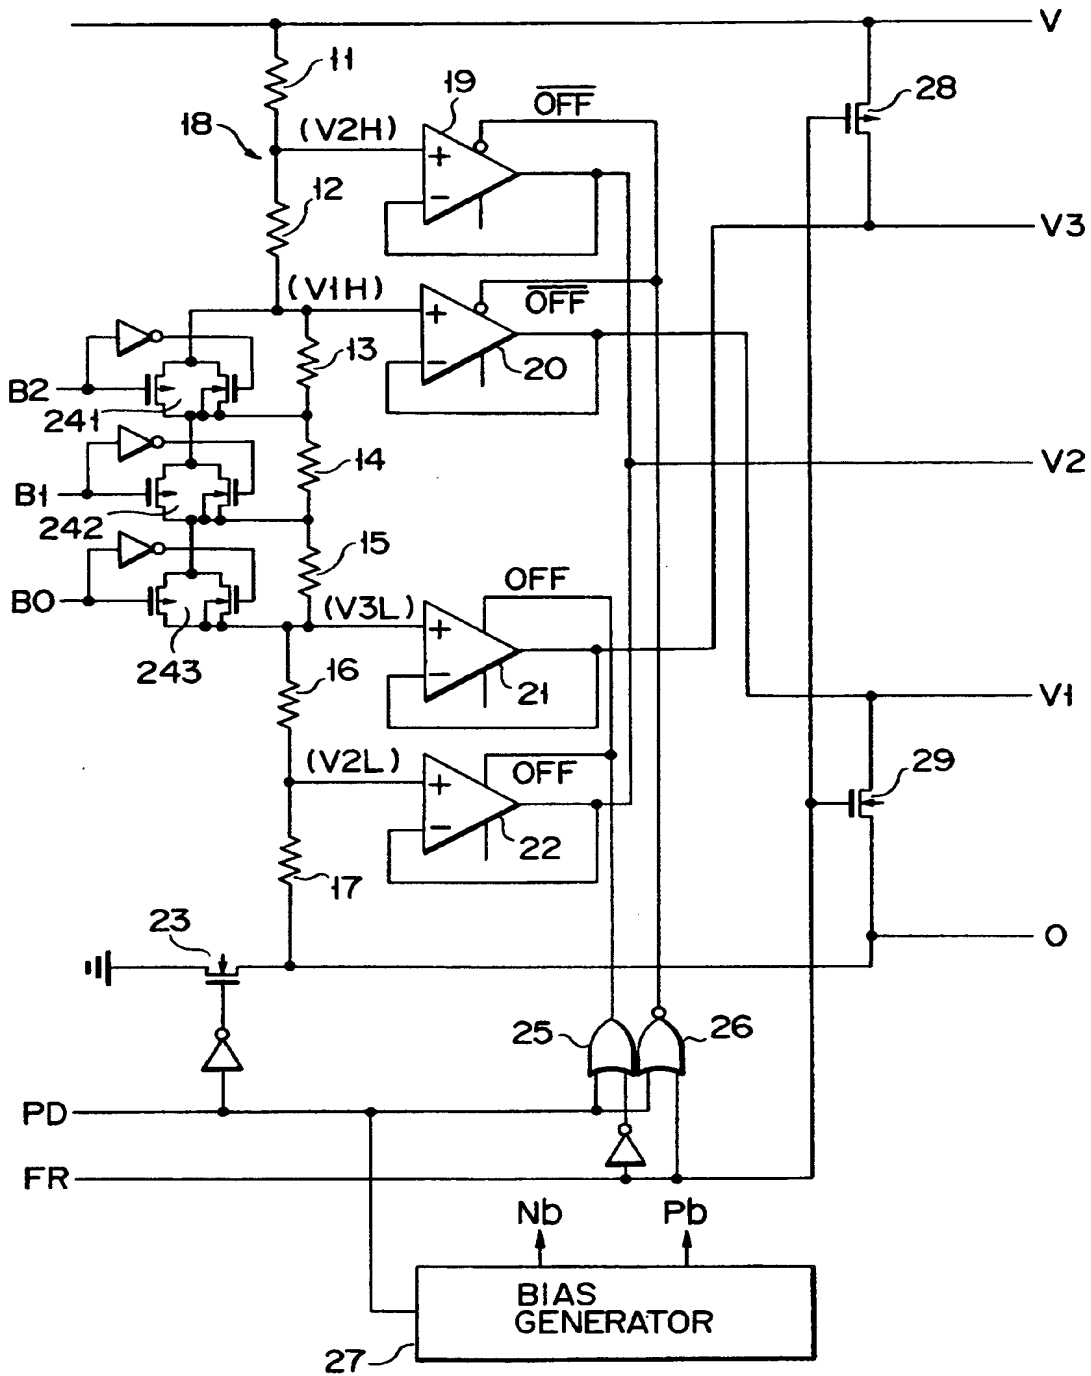 V
11
19
OFF
28
18
(V2H)
+
−
12
V3
(V1H)
OFF
+
−
13
20
B2
241
14
V2
B1
242
15
OFF
B0
(V3L)
+
−
243
16
21
V1
(V2L)
OFF
29
+
−
22
17
23
O
25
26
PD
FR
Nb
Pb
BIAS
GENERATOR
27